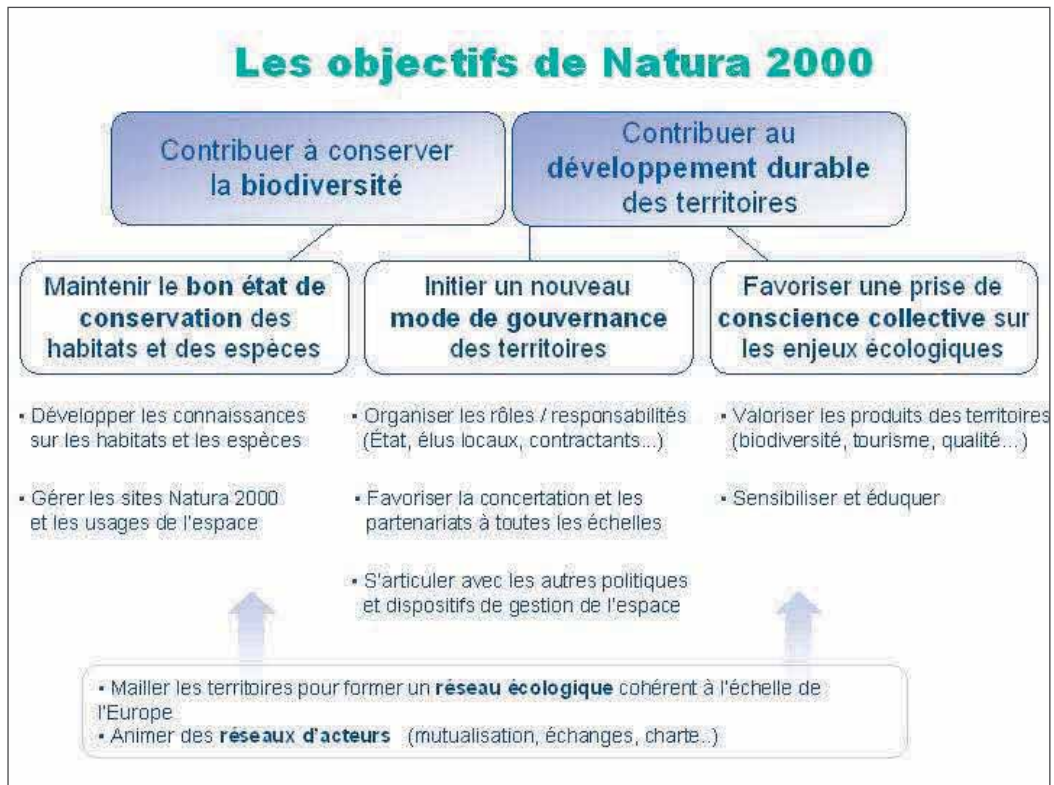 Les objectifs de Natura 2000
Contribuer à conserver
la biodiversité
Contribuer au
développement durable
des territoires
Maintenir le bon état de
conservation des
habitats et des espèces
Initier un nouveau
mode de gouvernance
des territoires
Favoriser une prise de
conscience collective sur
les enjeux écologiques
▪ Développer les connaissances
sur les habitats et les espèces
▪ Gérer les sites Natura 2000
et les usages de l'espace
▪ Organiser les rôles / responsabilités
(État, élus locaux, contractants...)
▪ Favoriser la concertation et les
partenariats à toutes les échelles
▪ S'articuler avec les autres politiques
et dispositifs de gestion de l'espace
▪ Valoriser les produits des territoires
(biodiversité, tourisme, qualité...)
▪ Sensibiliser et éduquer
▪ Mailler les territoires pour former un réseau écologique cohérent à l'échelle de
l'Europe
▪ Animer des réseaux d'acteurs (mutualisation, échanges, charte..)